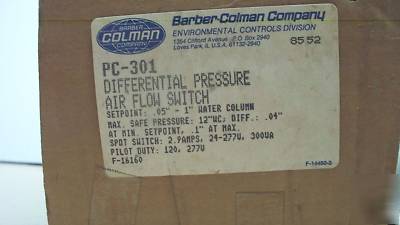 BARBER
COLMAN
COMPANY
Barber-Colman Company
ENVIRONMENTAL CONTROLS DIVISION
1354 Clifford Avenue P.O. Box 2940
Loves Park, IL U.S.A. 61132-2940
8552
PC-301
DIFFERENTIAL PRESSURE
AIR FLOW SWITCH
SETPOINT: .05" - 1" WATER COLUMN
MAX. SAFE PRESSURE: 12"WC; DIFF.: .04"
AT MIN. SETPOINT, .1" AT MAX.
SPDT SWITCH: 2.9AMPS, 24-277V, 300VA
PILOT DUTY: 120, 277V
F-16160